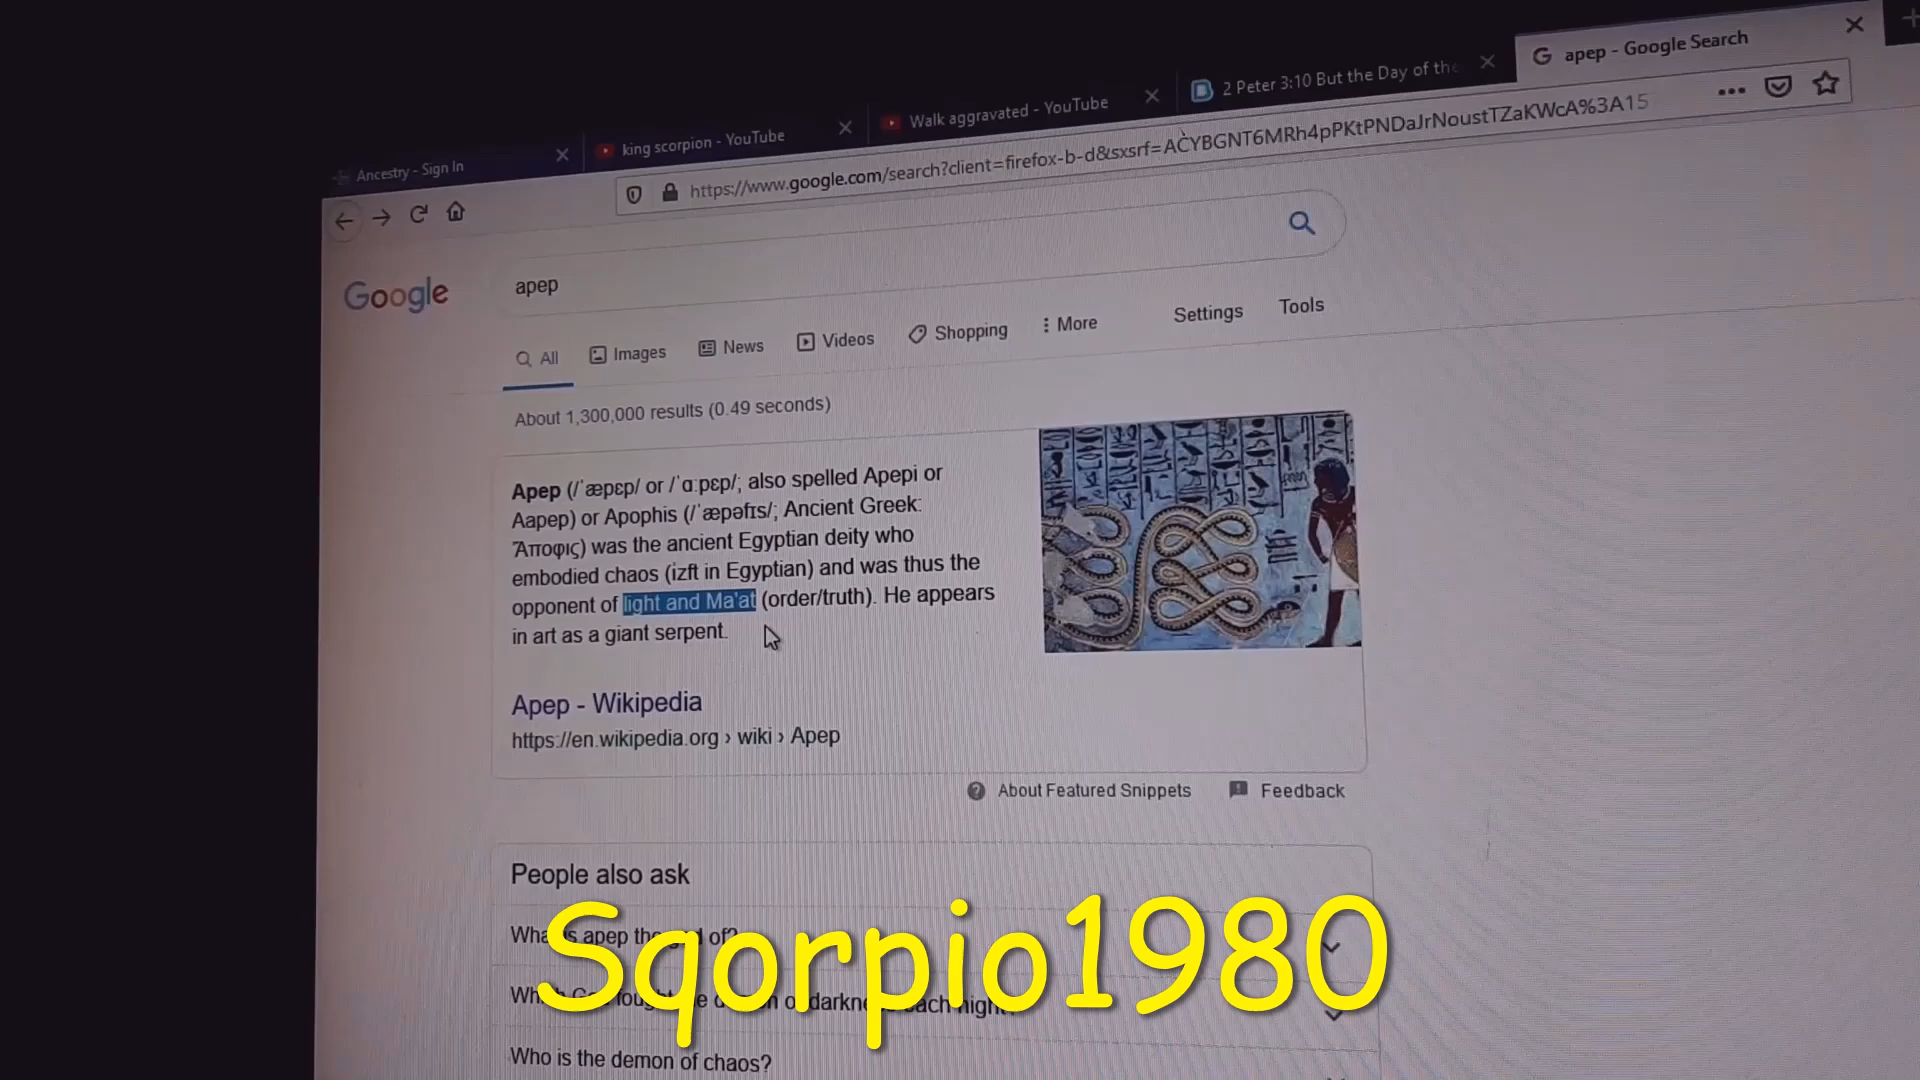 Ancestry - Sign In
king scorpion - YouTube
Walk aggravated - YouTube
2 Peter 3:10 But the Day of the
apep - Google Search
https://www.google.com/search?client=firefox-b-d&sxsrf=ACYBGNT6MRh4pPKtPNDaJrNoustTZaKWcA%3A15
Google
apep
All
Images
News
Videos
Shopping
More
Settings
Tools
About 1,300,000 results (0.49 seconds)
Apep (/ˈæpɛp/ or /ˈɑːpɛp/; also spelled Apepi or
Aapep) or Apophis (/ˈæpəfɪs/; Ancient Greek:
Ἄποφις) was the ancient Egyptian deity who
embodied chaos (ı͗zft in Egyptian) and was thus the
opponent of light and Ma'at (order/truth). He appears
in art as a giant serpent.
Apep - Wikipedia
https://en.wikipedia.org › wiki › Apep
About Featured Snippets
Feedback
People also ask
apep of?
Sqorpio1980
Who is the demon of chaos?